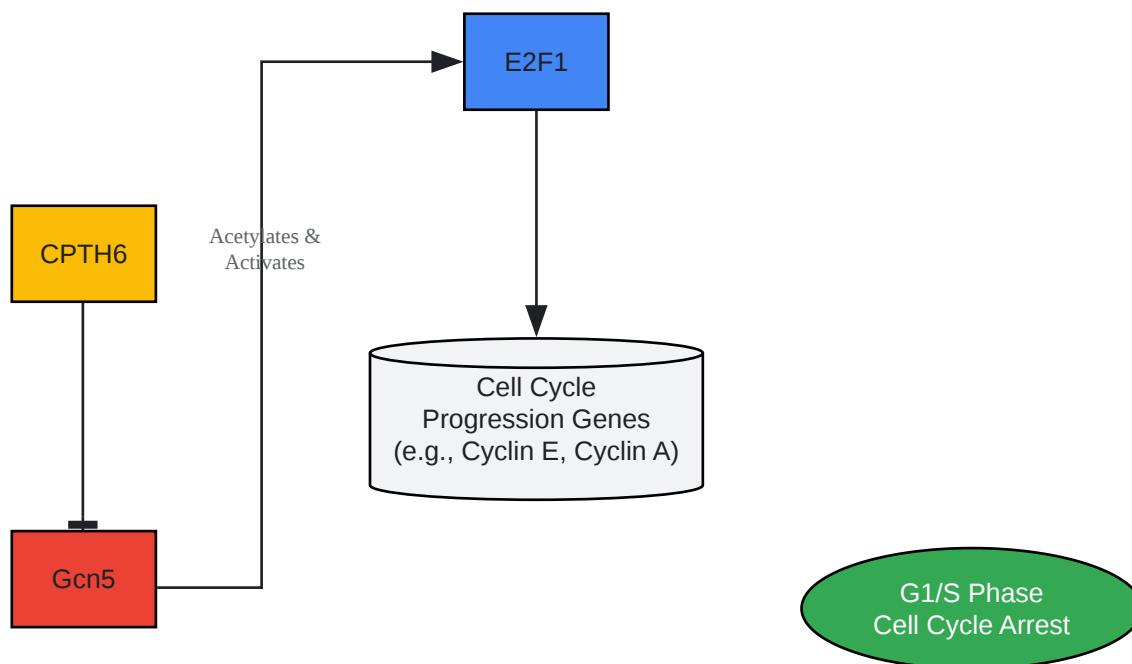 E2F1
CPTH6
Acetylates &
Activates
Cell Cycle
Progression Genes
(e.g., Cyclin E, Cyclin A)
Gcn5
G1/S Phase
Cell Cycle Arrest